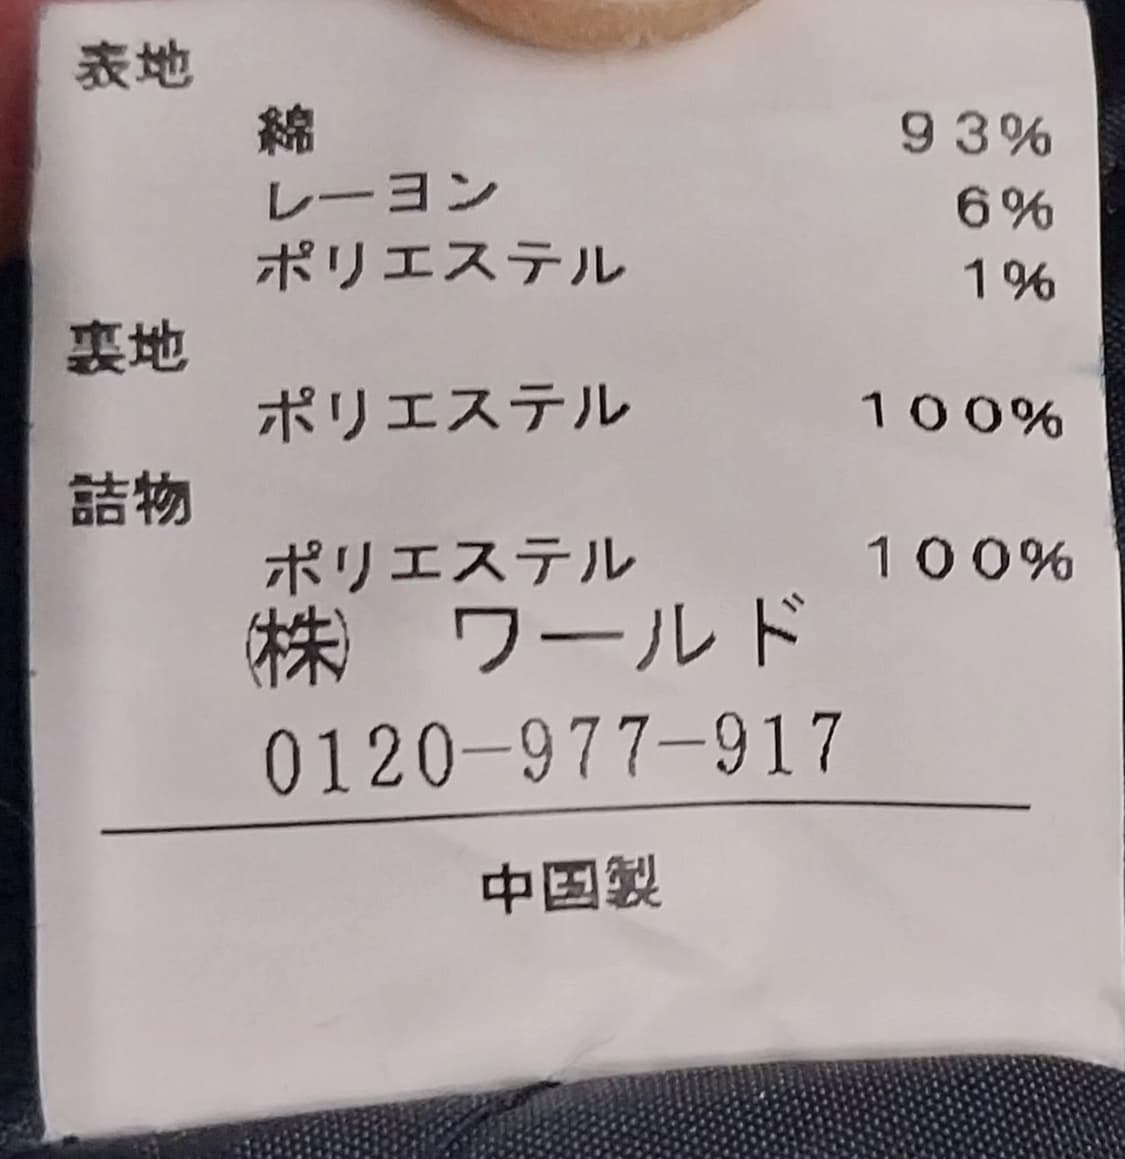 表地
綿 93%
レーヨン 6%
ポリエステル 1%
裏地
ポリエステル 100%
詰物
ポリエステル 100%
㈱ ワールド
0120-977-917
中国製